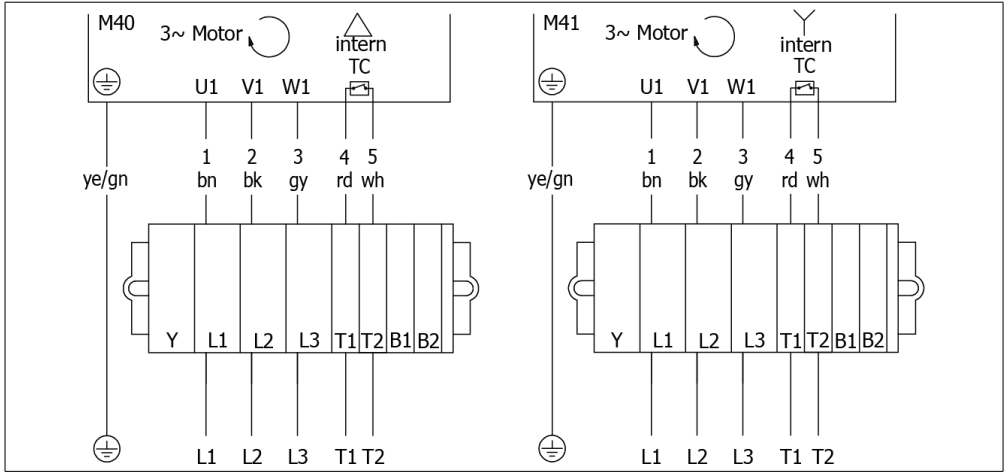 M40
3~ Motor
intern
TC
U1 V1 W1
1 2 3 4 5
ye/gn bn bk gy rd wh
Y L1 L2 L3 T1 T2 B1 B2
L1 L2 L3 T1 T2
M41
3~ Motor
intern
TC
U1 V1 W1
1 2 3 4 5
ye/gn bn bk gy rd wh
Y L1 L2 L3 T1 T2 B1 B2
L1 L2 L3 T1 T2